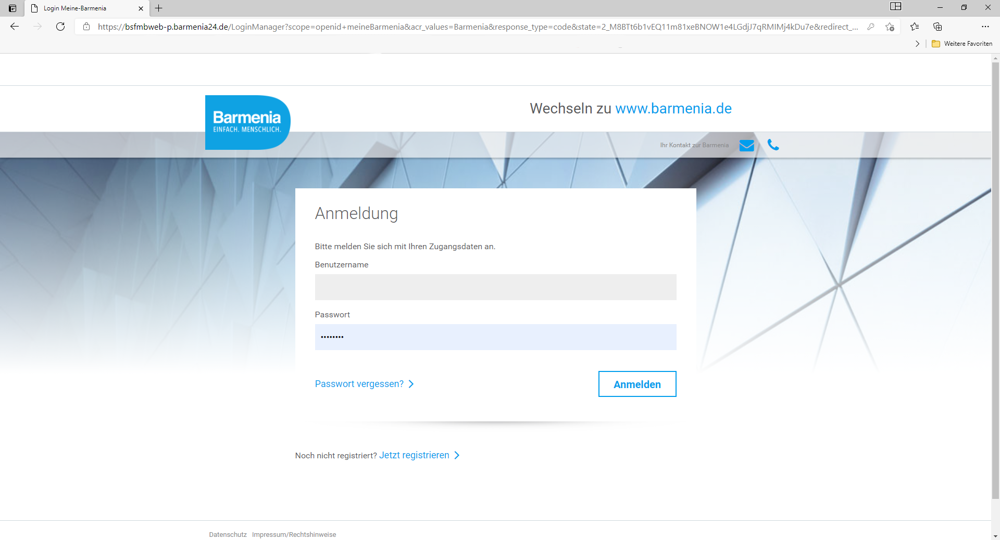 Login Meine-Barmenia
https://bsfmbweb-p.barmenia24.de/LoginManager?scope=openid+meineBarmenia&acr_values=Barmenia&response_type=code&state=2_M8BTt6b1vEQ11m81xeBNOW1e4LGdjJ7qRMIMj4kDu7e&redirect_...
Weitere Favoriten
Wechseln zu www.barmenia.de
Barmenia
EINFACH. MENSCHLICH.
Ihr Kontakt zur Barmenia
Anmeldung
Bitte melden Sie sich mit Ihren Zugangsdaten an.
Benutzername
Passwort
••••••••
Passwort vergessen?
Anmelden
Noch nicht registriert? Jetzt registrieren
Datenschutz Impressum/Rechtshinweise